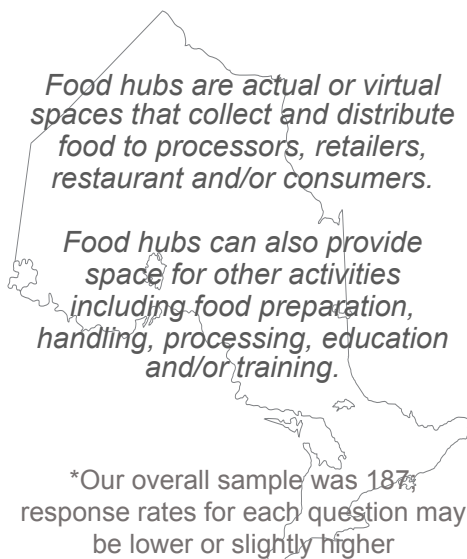 Food hubs are actual or virtual
spaces that collect and distribute
food to processors, retailers,
restaurant and/or consumers.
Food hubs can also provide
space for other activities
including food preparation,
handling, processing, education
and/or training.
*Our overall sample was 187;
response rates for each question may
be lower or slightly higher